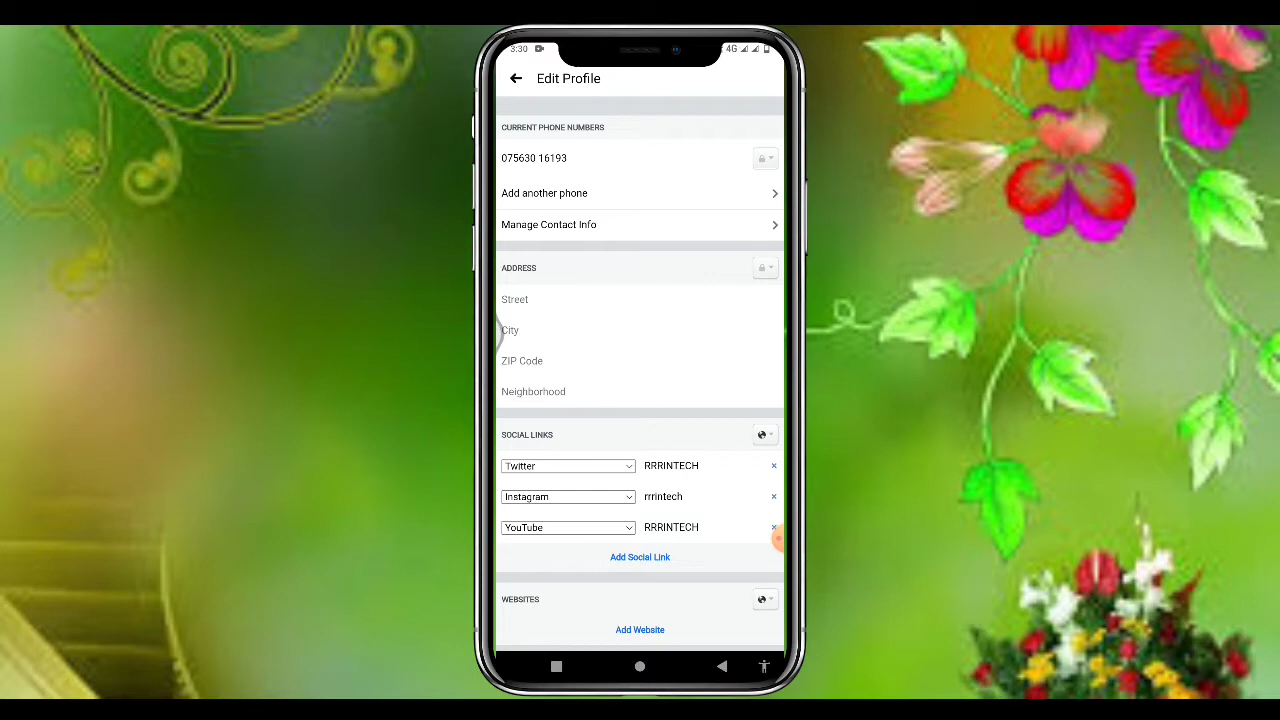 3:30
4G
Edit Profile
CURRENT PHONE NUMBERS
075630 16193
Add another phone
Manage Contact Info
ADDRESS
Street
City
ZIP Code
Neighborhood
SOCIAL LINKS
Twitter RRRINTECH
Instagram rrrintech
YouTube RRRINTECH
Add Social Link
WEBSITES
Add Website